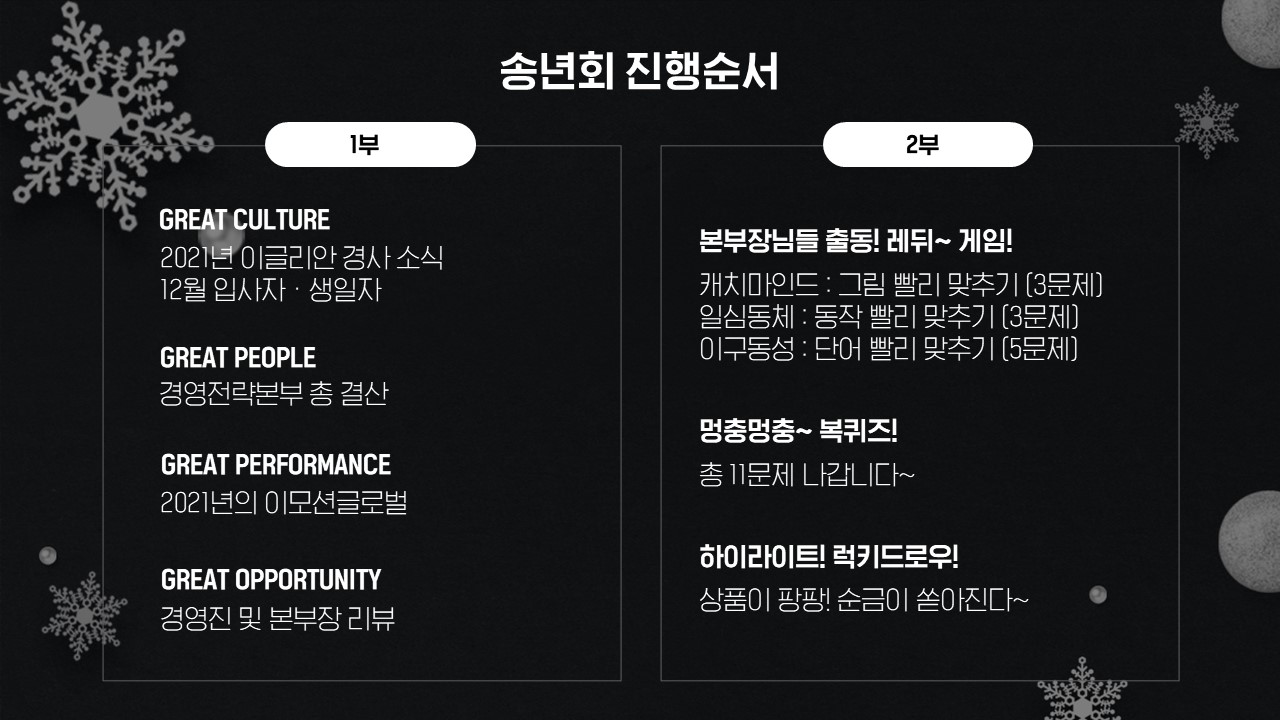 송년회 진행순서
1부
GREAT CULTURE
2021년 이글리안 경사 소식
12월 입사자 · 생일자
GREAT PEOPLE
경영전략본부 총 결산
GREAT PERFORMANCE
2021년의 이모션글로벌
GREAT OPPORTUNITY
경영진 및 본부장 리뷰
2부
본부장님들 출동! 레뒤~ 게임!
캐치마인드 : 그림 빨리 맞추기 (3문제)
일심동체 : 동작 빨리 맞추기 (3문제)
이구동성 : 단어 빨리 맞추기 (5문제)
멍충멍충~ 복퀴즈!
총 11문제 나갑니다~
하이라이트! 럭키드로우!
상품이 팡팡! 순금이 쏟아진다~